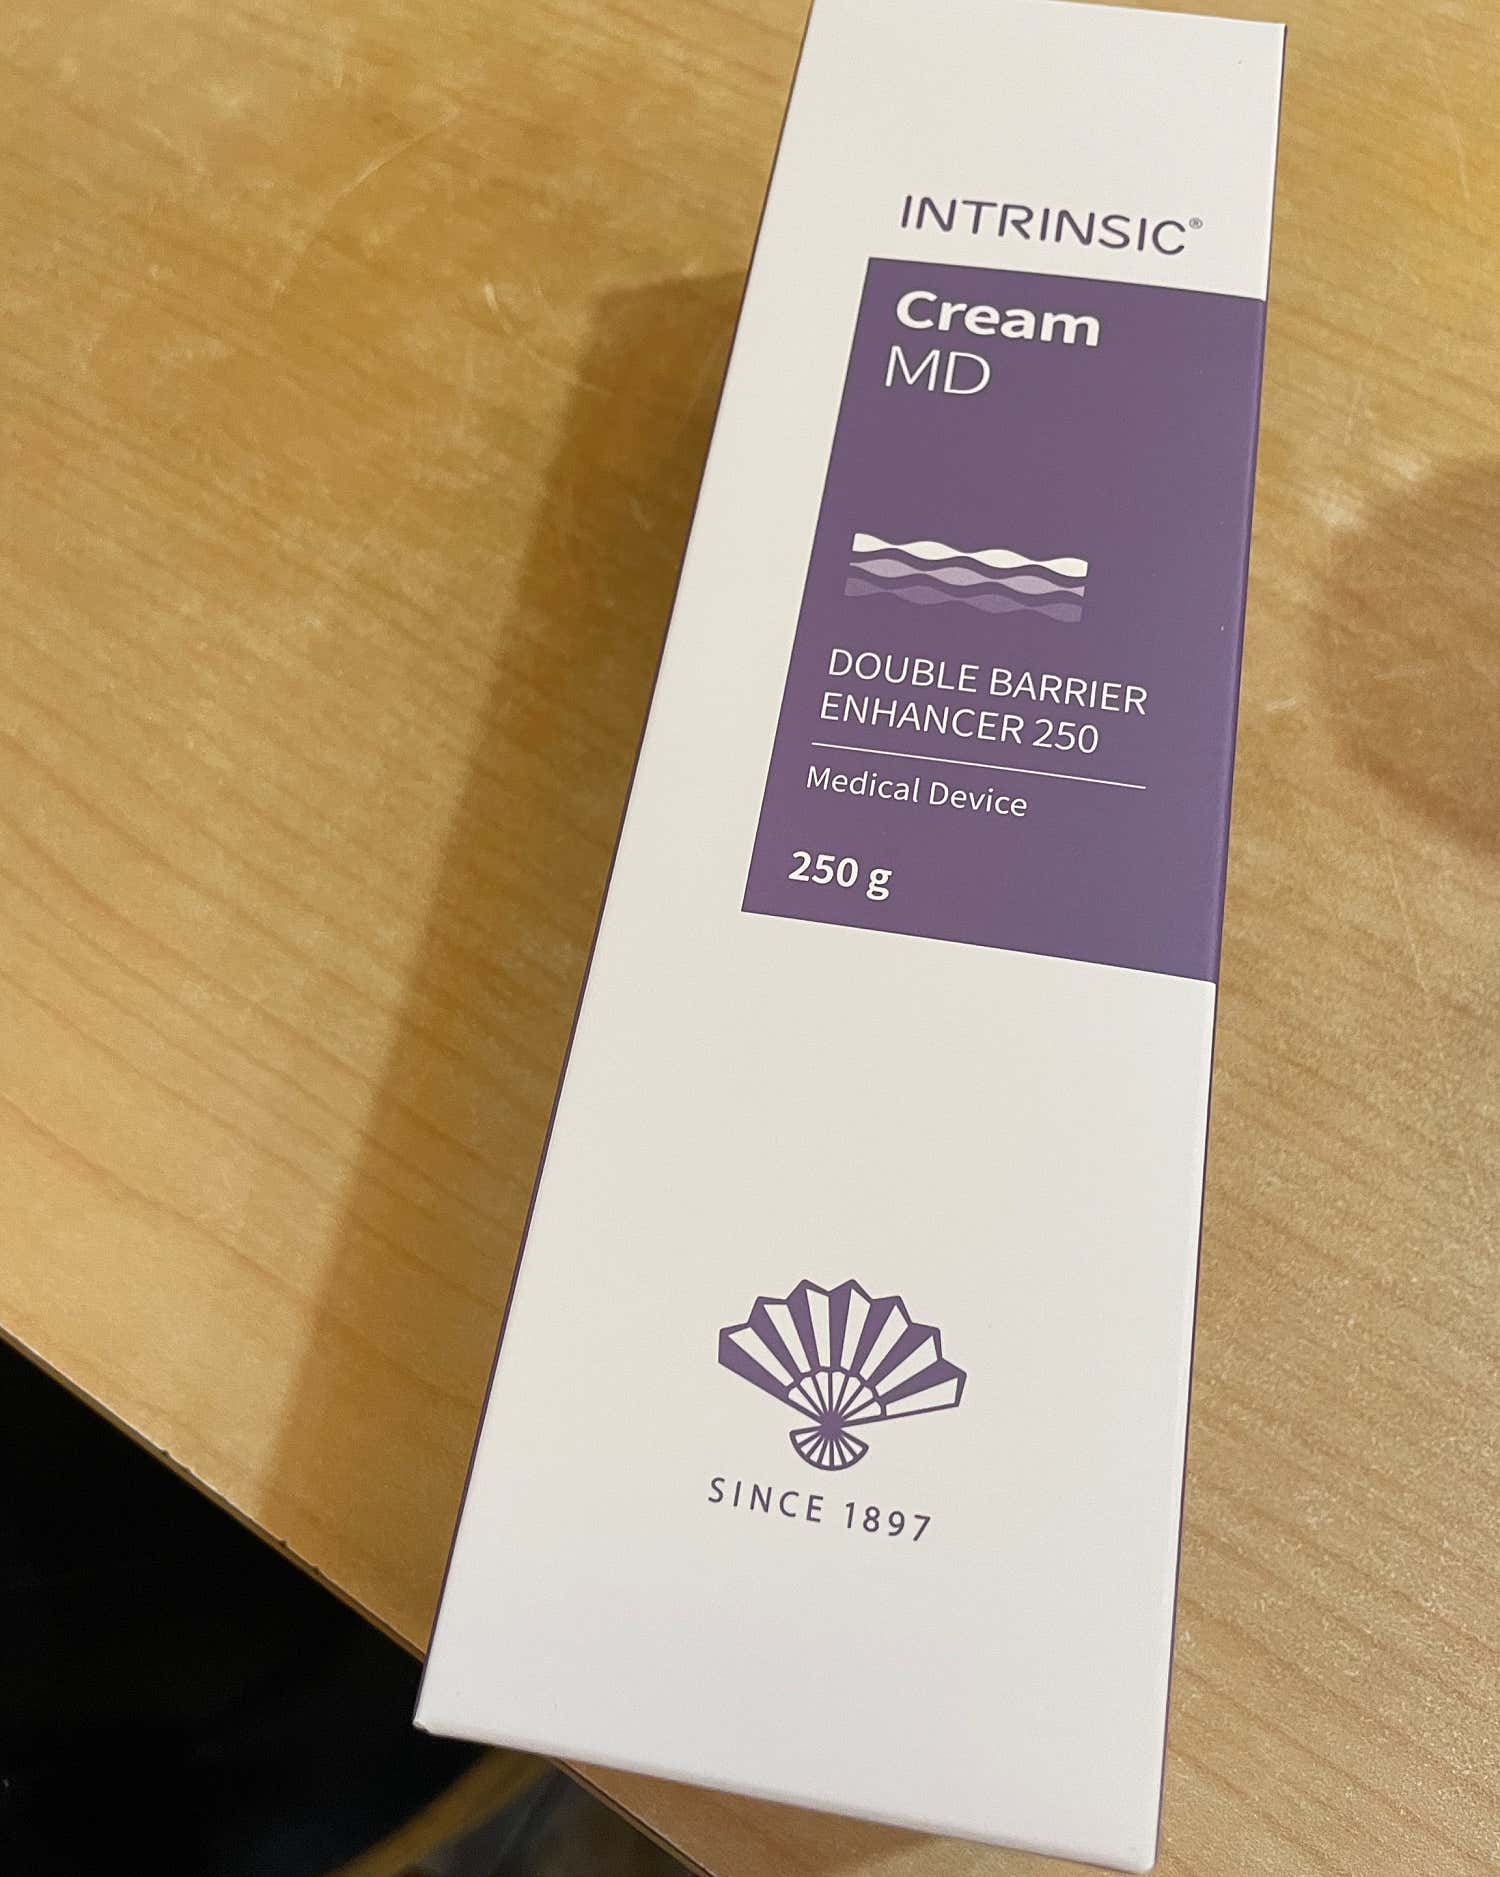 INTRINSIC®
Cream
MD
DOUBLE BARRIER
ENHANCER 250
Medical Device
250 g
SINCE 1897